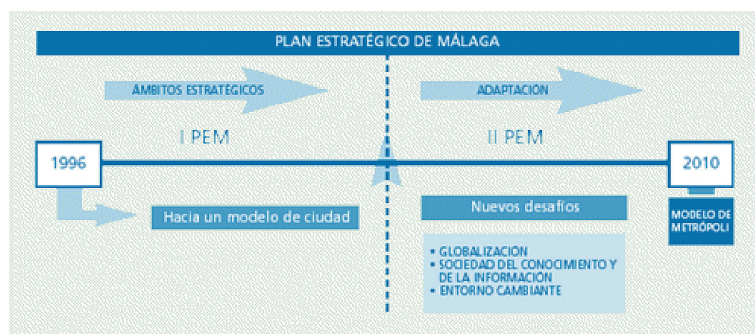 PLAN ESTRATÉGICO DE MÁLAGA
ÁMBITOS ESTRATÉGICOS
ADAPTACIÓN
I PEM
II PEM
1996
2010
Hacia un modelo de ciudad
Nuevos desafíos
MODELO DE
METRÓPOLI
• GLOBALIZACIÓN
• SOCIEDAD DEL CONOCIMIENTO Y
DE LA INFORMACIÓN
• ENTORNO CAMBIANTE